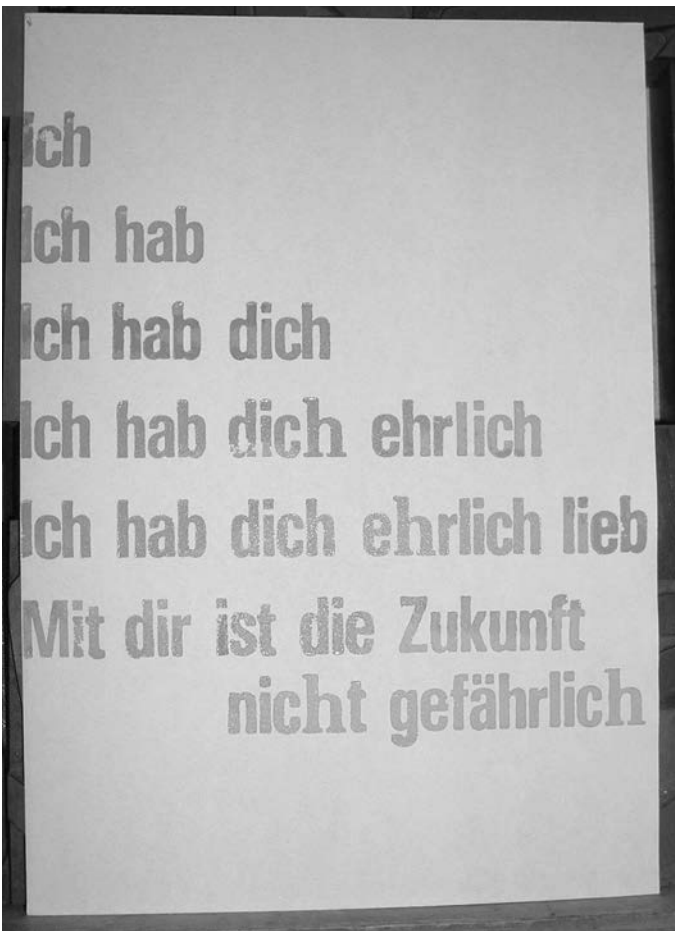 ich
Ich hab
Ich hab dich
Ich hab dich ehrlich
Ich hab dich ehrlich lieb
Mit dir ist die Zukunft
nicht gefährlich